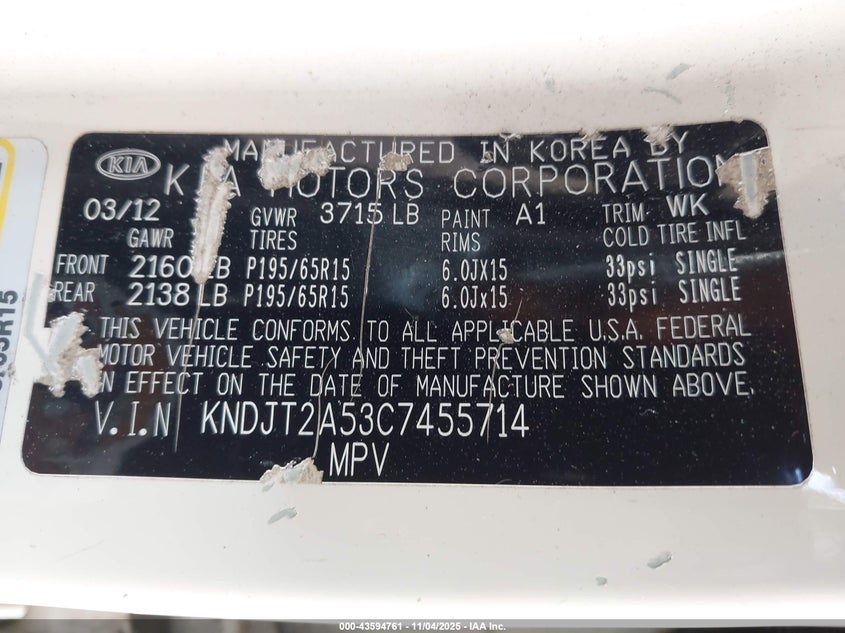 MANUFACTURED IN KOREA BY
KIA KIA MOTORS CORPORATION
03/12 GVWR 3715 LB PAINT A1 TRIM WK
GAWR TIRES RIMS COLD TIRE INFL
FRONT 2160 LB P195/65R15 6.0JX15 33psi SINGLE
REAR 2138 LB P195/65R15 6.0Jx15 33psi SINGLE
THIS VEHICLE CONFORMS TO ALL APPLICABLE U.S.A. FEDERAL
MOTOR VEHICLE SAFETY AND THEFT PREVENTION STANDARDS
IN EFFECT ON THE DATE OF MANUFACTURE SHOWN ABOVE.
V.I.N KNDJT2A53C7455714
MPV
000-43594761 - 11/04/2025 - IAA Inc.